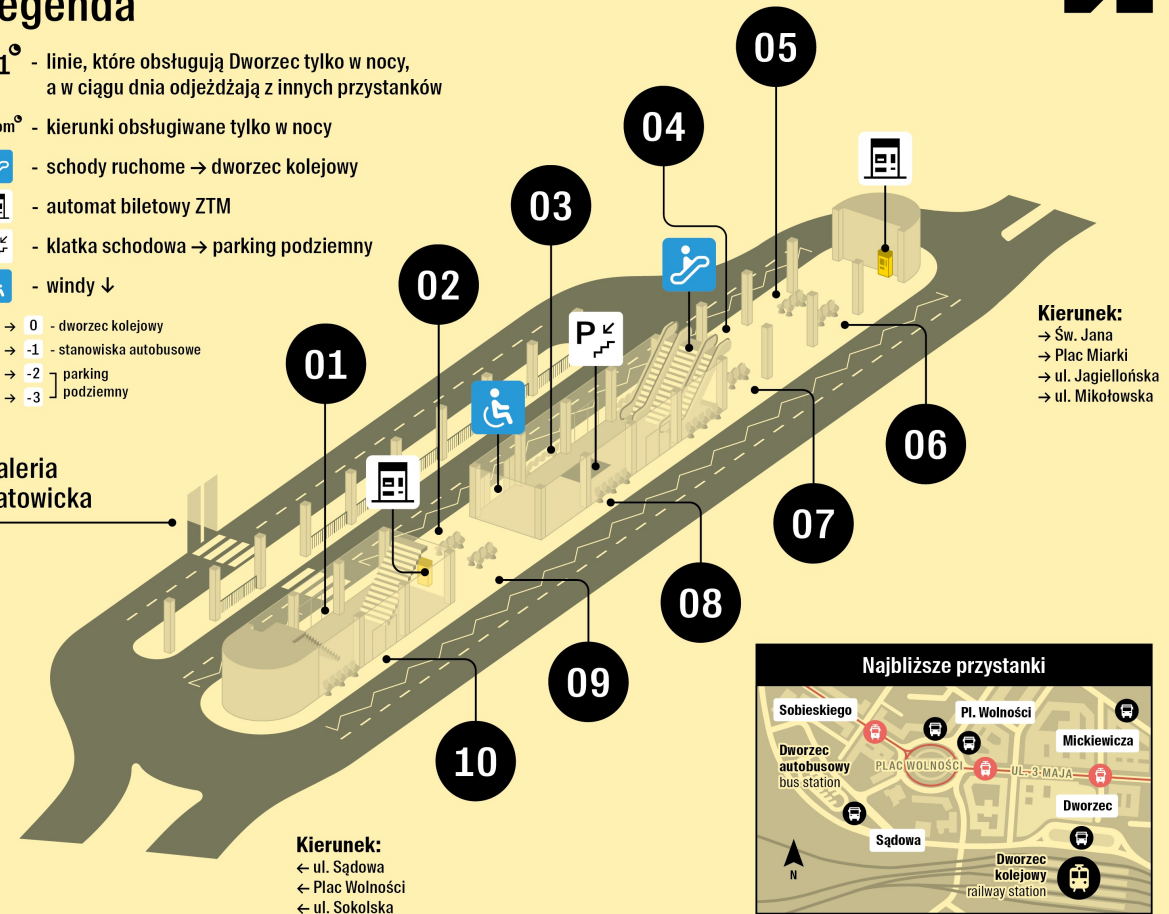 egenda
1 - linie, które obsługują Dworzec tylko w nocy,
a w ciągu dnia odjeżdżają z innych przystanków
om - kierunki obsługiwane tylko w nocy
- schody ruchome → dworzec kolejowy
- automat biletowy ZTM
- klatka schodowa → parking podziemny
- windy ↓
→ 0 - dworzec kolejowy
→ -1 - stanowiska autobusowe
→ -2 parking
→ -3 podziemny
aleria
atowicka
01
02
03
04
05
06
07
08
09
10
P
Kierunek:
→ Św. Jana
→ Plac Miarki
→ ul. Jagiellońska
→ ul. Mikołowska
Kierunek:
← ul. Sądowa
← Plac Wolności
← ul. Sokolska
Najbliższe przystanki
Sobieskiego
Pl. Wolności
Mickiewicza
Dworzec
autobusowy
bus station
PLAC WOLNOŚCI
UL. 3-MAJA
Dworzec
Sądowa
N
Dworzec
kolejowy
railway station